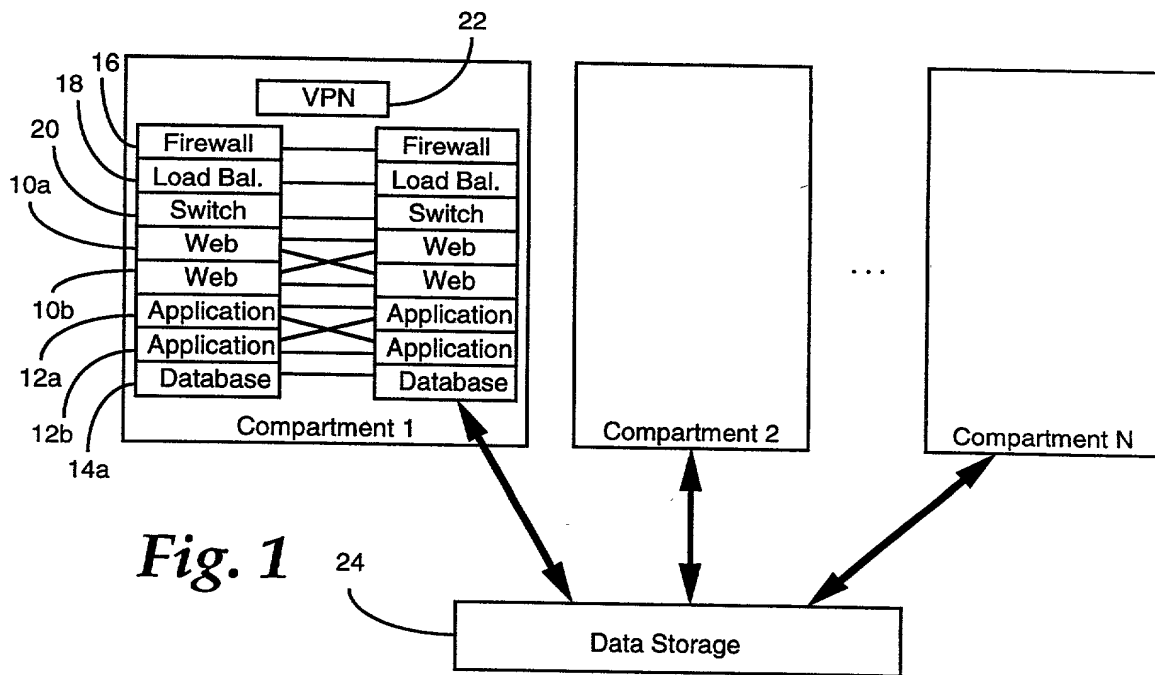 22
16
VPN
18
Firewall Firewall
20
Load Bal. Load Bal.
10a
Switch Switch
Web Web
Web Web
...
10b
Application Application
12a
Application Application
Database Database
12b
Compartment 1
Compartment 2
Compartment N
14a
Fig. 1
24
Data Storage